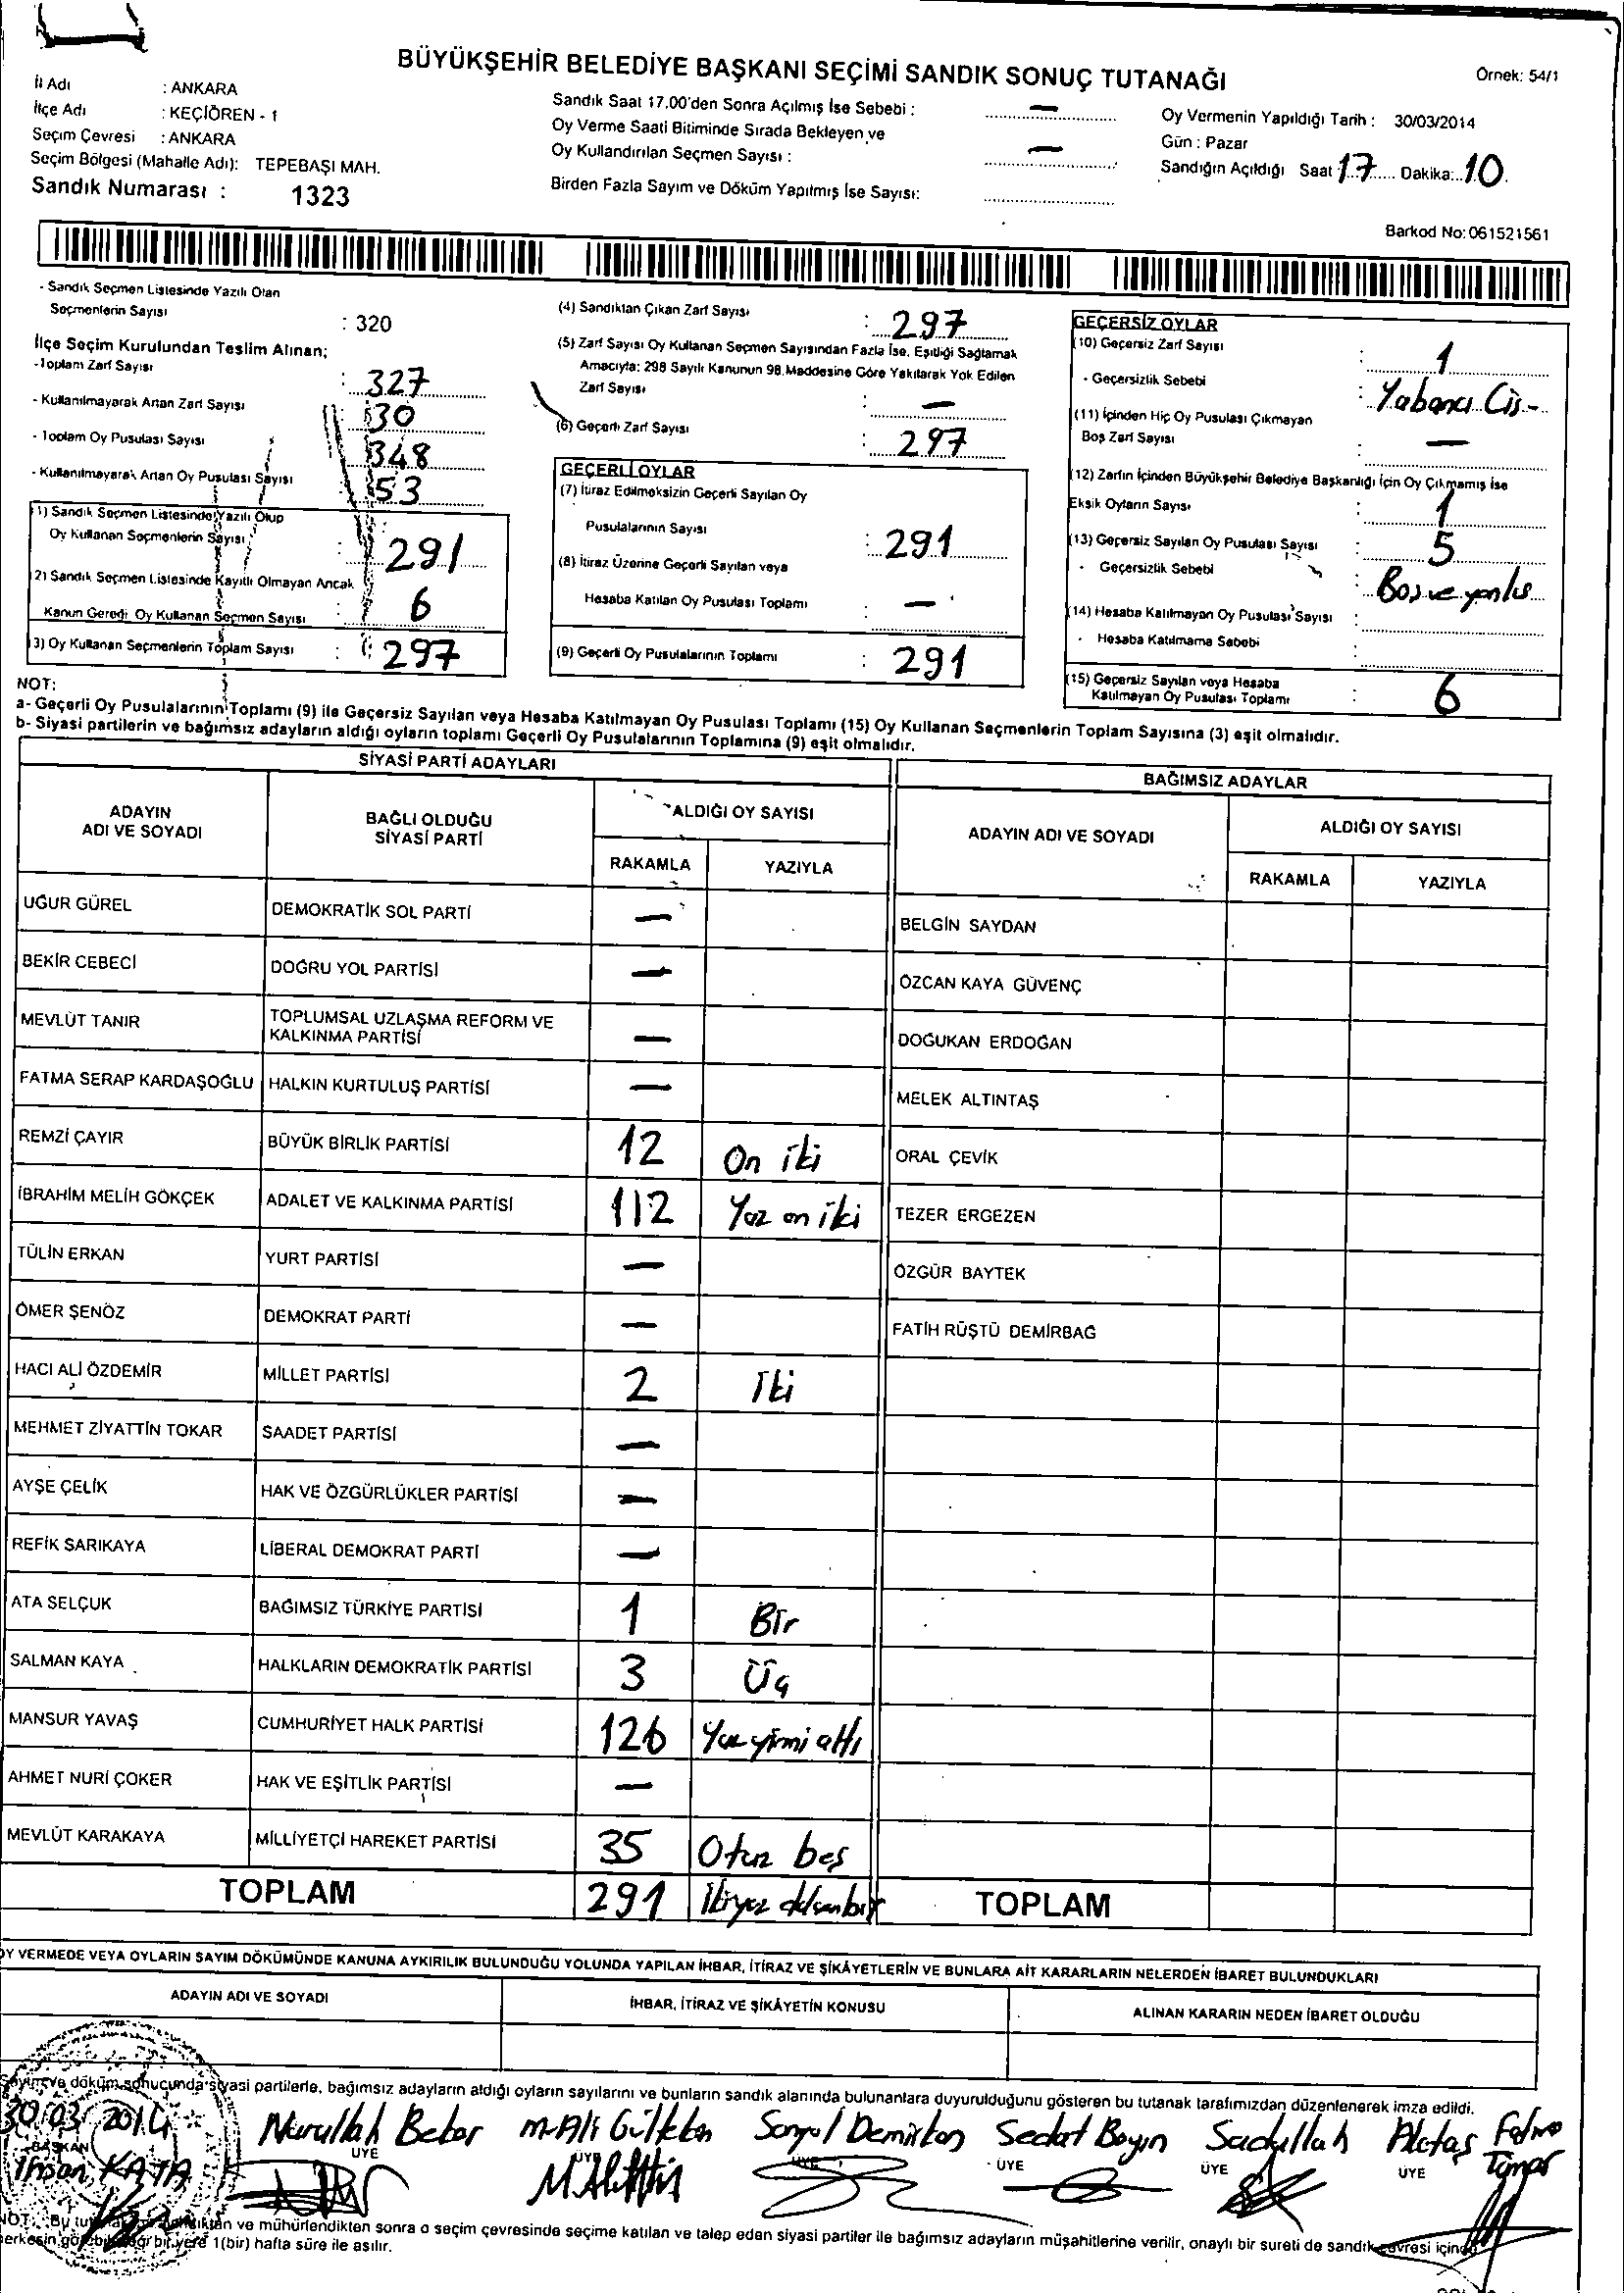 BÜYÜKŞEHİR BELEDİYE BAŞKANI SEÇİMİ SANDIK SONUÇ TUTANAĞI
Örnek: 54/1
İl Adı : ANKARA
İlçe Adı : KEÇİÖREN - 1
Seçim Çevresi : ANKARA
Seçim Bölgesi (Mahalle Adı): TEPEBAŞI MAH.
Sandık Numarası : 1323
Sandık Saat 17.00'den Sonra Açılmış İse Sebebi : —
Oy Verme Saati Bitiminde Sırada Bekleyen ve
Oy Kullandırılan Seçmen Sayısı : —
Birden Fazla Sayım ve Döküm Yapılmış İse Sayısı:
Oy Vermenin Yapıldığı Tarih : 30/03/2014
Gün : Pazar
Sandığın Açıldığı Saat 17 Dakika: 10
Barkod No: 061521561
- Sandık Seçmen Listesinde Yazılı Olan
Seçmenlerin Sayısı : 320
İlçe Seçim Kurulundan Teslim Alınan;
-Toplam Zarf Sayısı : 327
- Kullanılmayarak Artan Zarf Sayısı : 30
- Toplam Oy Pusulası Sayısı : 348
- Kullanılmayarak Artan Oy Pusulası Sayısı : 53
(1) Sandık Seçmen Listesinde Yazılı Olup
Oy Kullanan Seçmenlerin Sayısı : 291
(2) Sandık Seçmen Listesinde Kayıtlı Olmayan Ancak
Kanun Gereği Oy Kullanan Seçmen Sayısı : 6
(3) Oy Kullanan Seçmenlerin Toplam Sayısı : 297
(4) Sandıktan Çıkan Zarf Sayısı : 297
(5) Zarf Sayısı Oy Kullanan Seçmen Sayısından Fazla İse, Eşitliği Sağlamak
Amacıyla: 298 Sayılı Kanunun 98.Maddesine Göre Yakılarak Yok Edilen
Zarf Sayısı : —
(6) Geçerli Zarf Sayısı : 297
GEÇERLİ OYLAR
(7) İtiraz Edilmeksizin Geçerli Sayılan Oy
Pusulalarının Sayısı : 291
(8) İtiraz Üzerine Geçerli Sayılan veya
Hesaba Katılan Oy Pusulası Toplamı : —
(9) Geçerli Oy Pusulalarının Toplamı : 291
GEÇERSİZ OYLAR
(10) Geçersiz Zarf Sayısı : 1
- Geçersizlik Sebebi : Yabancı Cis-
(11) İçinden Hiç Oy Pusulası Çıkmayan
Boş Zarf Sayısı : —
(12) Zarfın İçinden Büyükşehir Belediye Başkanlığı İçin Oy Çıkmamış İse
Eksik Oyların Sayısı : 1
(13) Geçersiz Sayılan Oy Pusulası Sayısı : 5
- Geçersizlik Sebebi : Boş ve yanlış
(14) Hesaba Katılmayan Oy Pusulası Sayısı :
- Hesaba Katılmama Sebebi :
(15) Geçersiz Sayılan veya Hesaba
Katılmayan Oy Pusulası Toplamı : 6
NOT:
a- Geçerli Oy Pusulalarının Toplamı (9) ile Geçersiz Sayılan veya Hesaba Katılmayan Oy Pusulası Toplamı (15) Oy Kullanan Seçmenlerin Toplam Sayısına (3) eşit olmalıdır.
b- Siyasi partilerin ve bağımsız adayların aldığı oyların toplamı Geçerli Oy Pusulalarının Toplamına (9) eşit olmalıdır.
SİYASİ PARTİ ADAYLARI
BAĞIMSIZ ADAYLAR
ADAYIN ADI VE SOYADI
BAĞLI OLDUĞU SİYASİ PARTİ
ALDIĞI OY SAYISI
RAKAMLA YAZIYLA
ADAYIN ADI VE SOYADI
ALDIĞI OY SAYISI
RAKAMLA YAZIYLA
UĞUR GÜREL DEMOKRATİK SOL PARTİ — BELGİN SAYDAN
BEKİR CEBECİ DOĞRU YOL PARTİSİ — ÖZCAN KAYA GÜVENÇ
MEVLÜT TANIR TOPLUMSAL UZLAŞMA REFORM VE KALKINMA PARTİSİ — DOĞUKAN ERDOĞAN
FATMA SERAP KARDAŞOĞLU HALKIN KURTULUŞ PARTİSİ — MELEK ALTINTAŞ
REMZİ ÇAYIR BÜYÜK BİRLİK PARTİSİ 12 On iki ORAL ÇEVİK
İBRAHİM MELİH GÖKÇEK ADALET VE KALKINMA PARTİSİ 112 Yüz on iki TEZER ERGEZEN
TÜLİN ERKAN YURT PARTİSİ — ÖZGÜR BAYTEK
ÖMER ŞENÖZ DEMOKRAT PARTİ — FATİH RÜŞTÜ DEMİRBAĞ
HACI ALİ ÖZDEMİR MİLLET PARTİSİ 2 İki
MEHMET ZİYATTİN TOKAR SAADET PARTİSİ —
AYŞE ÇELİK HAK VE ÖZGÜRLÜKLER PARTİSİ —
REFİK SARIKAYA LİBERAL DEMOKRAT PARTİ —
ATA SELÇUK BAĞIMSIZ TÜRKİYE PARTİSİ 1 Bir
SALMAN KAYA HALKLARIN DEMOKRATİK PARTİSİ 3 Üç
MANSUR YAVAŞ CUMHURİYET HALK PARTİSİ 126 Yüz yirmi altı
AHMET NURİ ÇOKER HAK VE EŞİTLİK PARTİSİ —
MEVLÜT KARAKAYA MİLLİYETÇİ HAREKET PARTİSİ 35 Otuz beş
TOPLAM 291 İkiyüz doksanbir TOPLAM
OY VERMEDE VEYA OYLARIN SAYIM DÖKÜMÜNDE KANUNA AYKIRILIK BULUNDUĞU YOLUNDA YAPILAN İHBAR, İTİRAZ VE ŞİKÂYETLERİN VE BUNLARA AİT KARARLARIN NELERDEN İBARET BULUNDUKLARI
ADAYIN ADI VE SOYADI İHBAR, İTİRAZ VE ŞİKÂYETİN KONUSU ALINAN KARARIN NEDEN İBARET OLDUĞU
Sayım ve döküm sonucunda siyasi partilerle, bağımsız adayların aldığı oyların sayılarını ve bunların sandık alanında bulunanlara duyurulduğunu gösteren bu tutanak tarafımızdan düzenlenerek imza edildi.
30/03/2014 Nurullah Beker M.Ali Gültekin Songül Demirkan Sedat Boyın Sadullah Aktaş Fatma
BAŞKAN ÜYE ÜYE ÜYE ÜYE ÜYE ÜYE
İhsan KAYA
NOT: Bu ve mühürlendikten sonra o seçim çevresinde seçime katılan ve talep eden siyasi partiler ile bağımsız adayların müşahitlerine verilir, onaylı bir sureti de sandık çevresi içinde
herkesin bir yere 1(bir) hafta süre ile asılır.